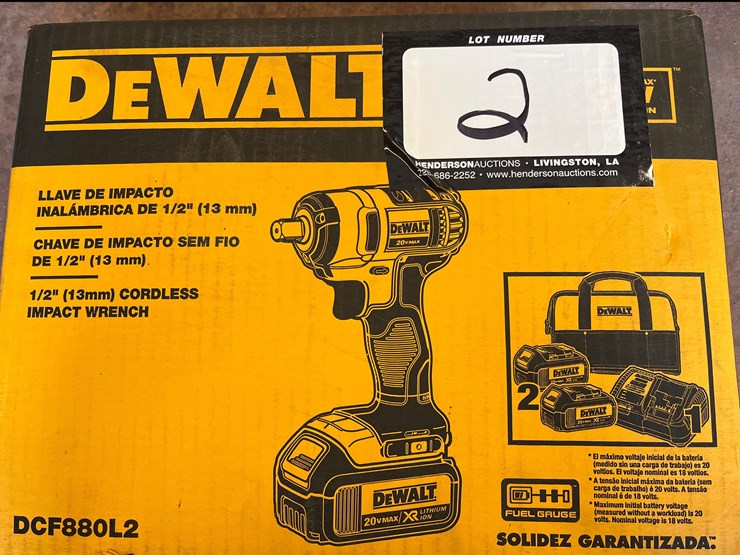 DEWALT
LOT NUMBER
2
HENDERSONAUCTIONS · LIVINGSTON, LA
686-2252 · www.hendersonauctions.com
™
LLAVE DE IMPACTO
INALÁMBRICA DE 1/2" (13 mm)
CHAVE DE IMPACTO SEM FIO
DE 1/2" (13 mm)
1/2" (13mm) CORDLESS
IMPACT WRENCH
DEWALT
20V MAX
DEWALT
DEWALT
20V MAX XR LITHIUM ION
DEWALT
DEWALT
2
1
* El máximo voltaje inicial de la bateria
(medido sin una carga de trabajo) es 20
voltios. El voltaje nominal es 18 voltios.
* A tensão inicial máxima da bateria (sem
carga de trabalho) é 20 volts. A tensão
nominal é de 18 volts.
* Maximum initial battery voltage
(measured without a workload) is 20
volts. Nominal voltage is 18 volts.
FUEL GAUGE
DCF880L2
SOLIDEZ GARANTIZADA™